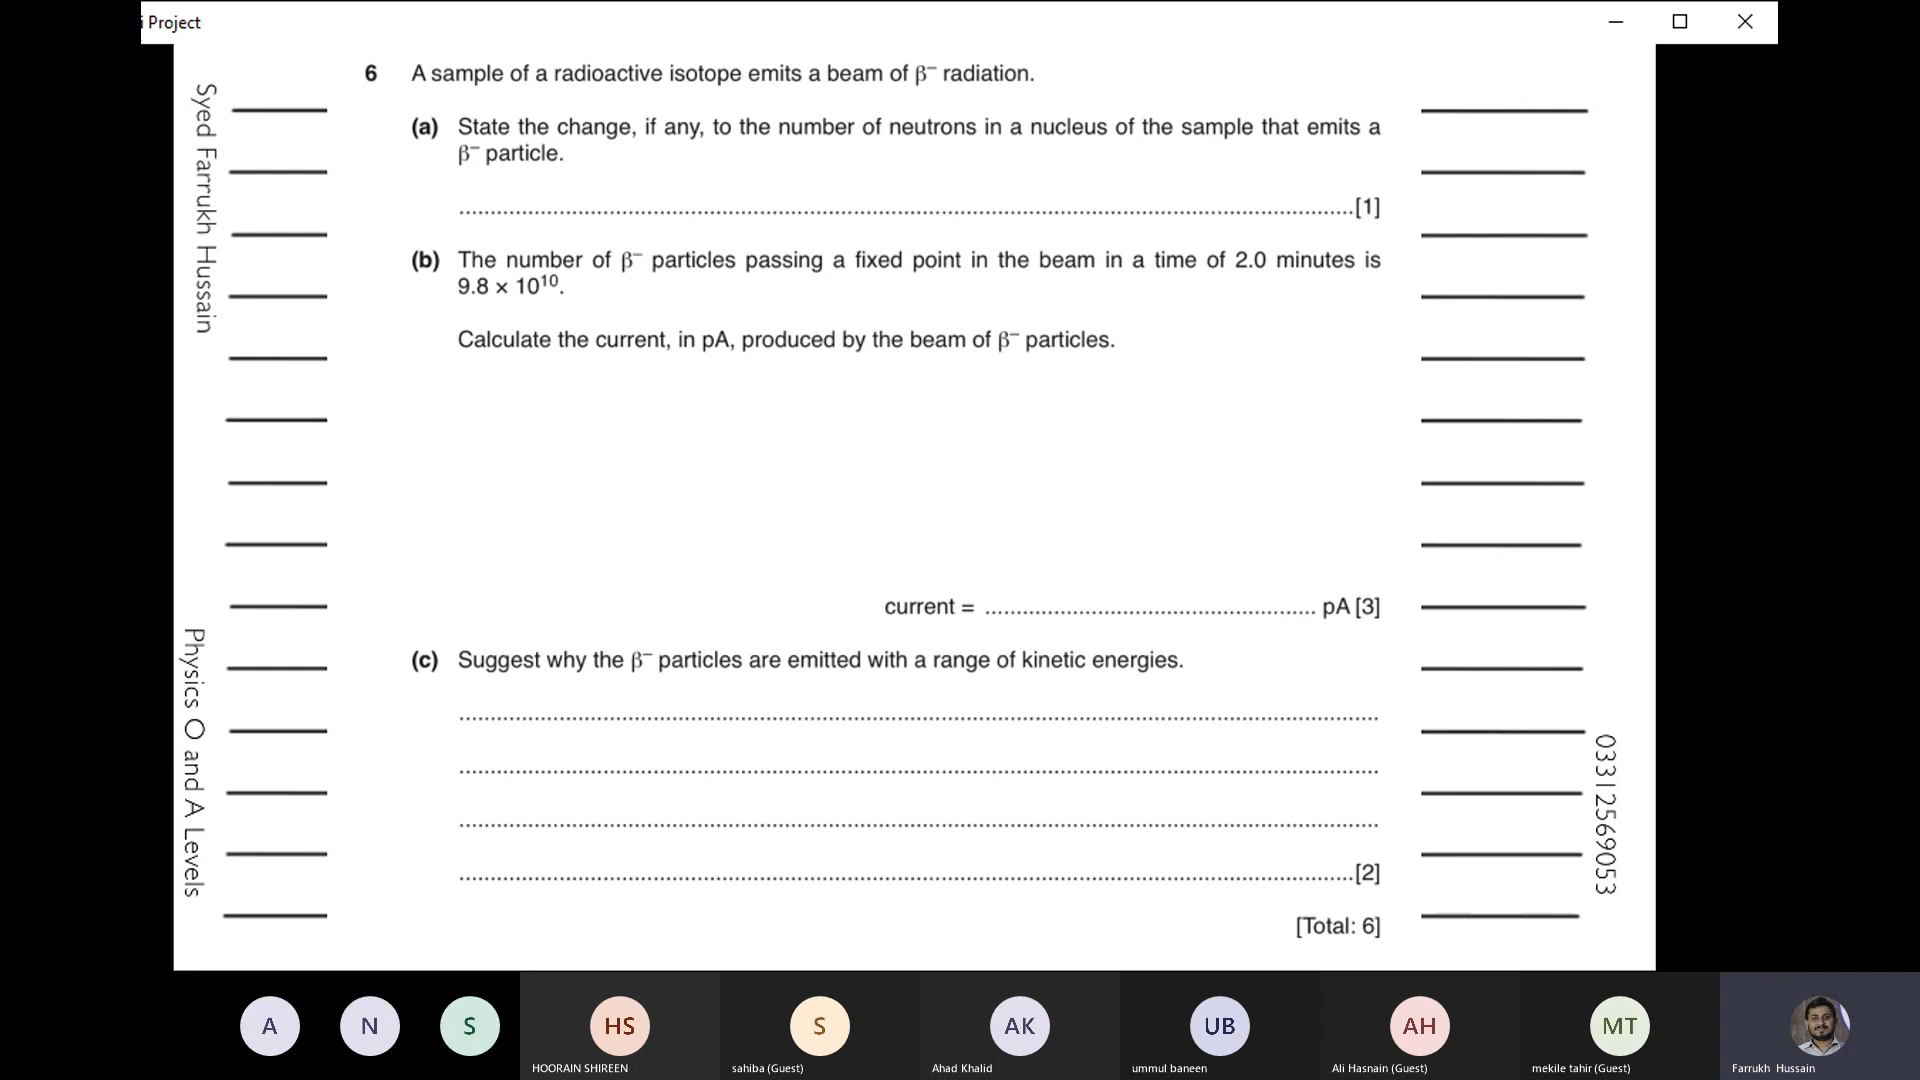 i Project
Syed Farrukh Hussain
Physics O and A Levels
6 A sample of a radioactive isotope emits a beam of β⁻ radiation.
(a) State the change, if any, to the number of neutrons in a nucleus of the sample that emits a
β⁻ particle.
[1]
(b) The number of β⁻ particles passing a fixed point in the beam in a time of 2.0 minutes is
9.8 × 10¹⁰.
Calculate the current, in pA, produced by the beam of β⁻ particles.
current = ..................................................... pA [3]
(c) Suggest why the β⁻ particles are emitted with a range of kinetic energies.
[2]
[Total: 6]
03312569053
A N S HS S AK UB AH MT
HOORAIN SHIREEN sahiba (Guest) Ahad Khalid ummul baneen Ali Hasnain (Guest) mekile tahir (Guest) Farrukh Hussain